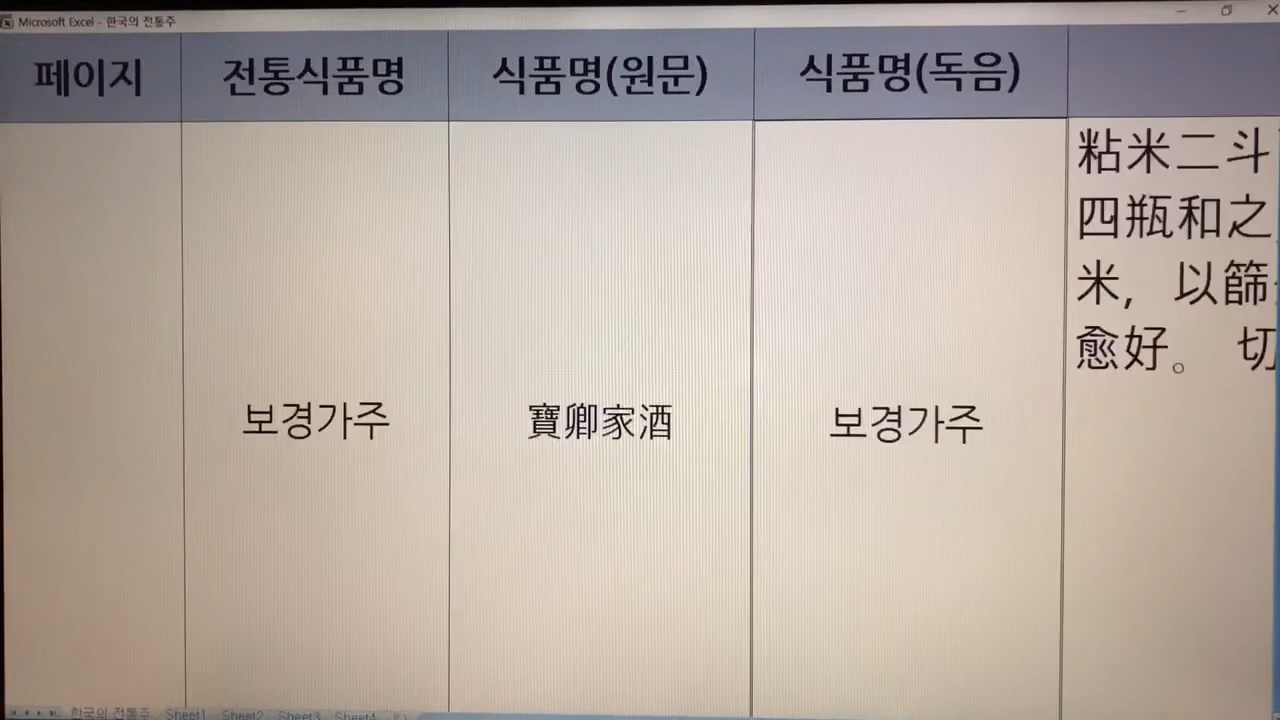 Microsoft Excel - 한국의 전통주
페이지 전통식품명 식품명(원문) 식품명(독음)
粘米二斗
四瓶和之
米，以篩
愈好。 切
보경가주 寶卿家酒 보경가주
한국의 전통주 Sheet1 Sheet2 Sheet3 Sheet4